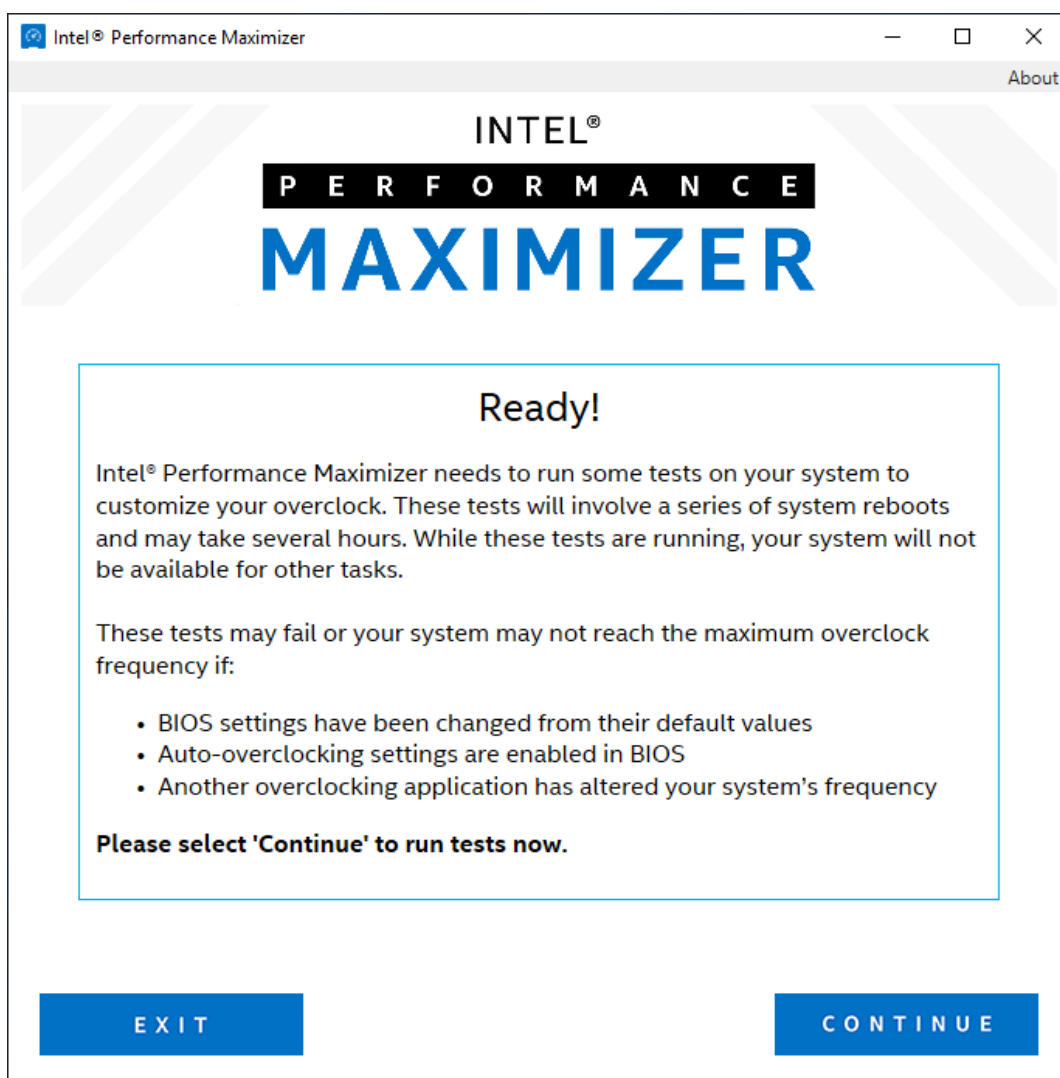 Intel® Performance Maximizer
About
INTEL®
PERFORMANCE
MAXIMIZER
Ready!
Intel® Performance Maximizer needs to run some tests on your system to
customize your overclock. These tests will involve a series of system reboots
and may take several hours. While these tests are running, your system will not
be available for other tasks.
These tests may fail or your system may not reach the maximum overclock
frequency if:
• BIOS settings have been changed from their default values
• Auto-overclocking settings are enabled in BIOS
• Another overclocking application has altered your system’s frequency
Please select 'Continue' to run tests now.
EXIT
CONTINUE